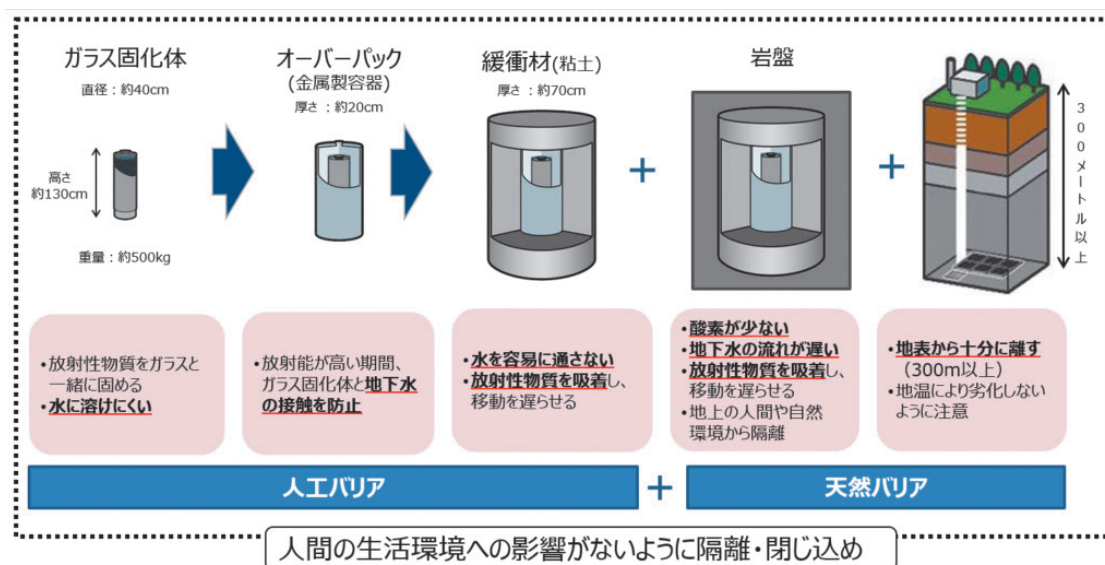 ガラス固化体
直径：約40cm
高さ
約130cm
重量：約500kg
オーバーパック
(金属製容器)
厚さ：約20cm
緩衝材(粘土)
厚さ：約70cm
+
岩盤
+
300メートル以上
・放射性物質をガラスと
一緒に固める
・水に溶けにくい
・放射能が高い期間、
ガラス固化体と地下水
の接触を防止
・水を容易に通さない
・放射性物質を吸着し、
移動を遅らせる
・酸素が少ない
・地下水の流れが遅い
・放射性物質を吸着し、
移動を遅らせる
・地上の人間や自然
環境から隔離
・地表から十分に離す
（300m以上）
・地温により劣化しない
ように注意
人工バリア
+
天然バリア
人間の生活環境への影響がないように隔離・閉じ込め